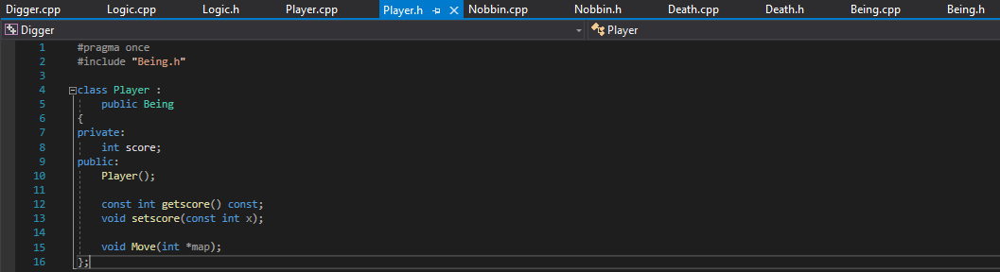 Digger.cpp Logic.cpp Logic.h Player.cpp Player.h Nobbin.cpp Nobbin.h Death.cpp Death.h Being.cpp Being.h
Digger Player
1 #pragma once
2 #include "Being.h"
3
4 class Player :
5 public Being
6 {
7 private:
8 int score;
9 public:
10 Player();
11
12 const int getscore() const;
13 void setscore(const int x);
14
15 void Move(int *map);
16 };